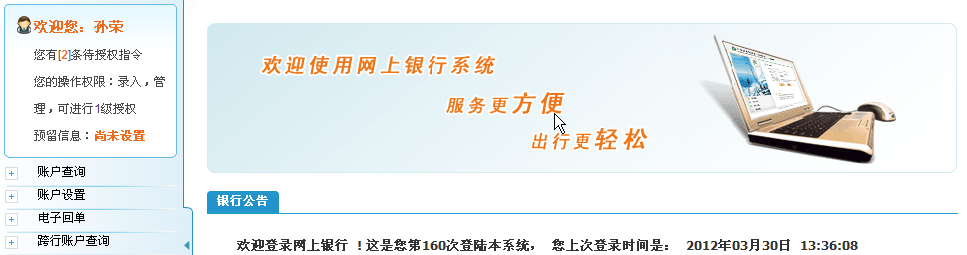 欢迎您：孙荣
您有[2]条待授权指令
您的操作权限：录入，管
理，可进行1级授权
预留信息：尚未设置
账户查询
账户设置
电子回单
跨行账户查询
欢迎使用网上银行系统
服务更方便
出行更轻松
银行公告
欢迎登录网上银行 ！这是您第160次登陆本系统， 您上次登录时间是： 2012年03月30日 13:36:08